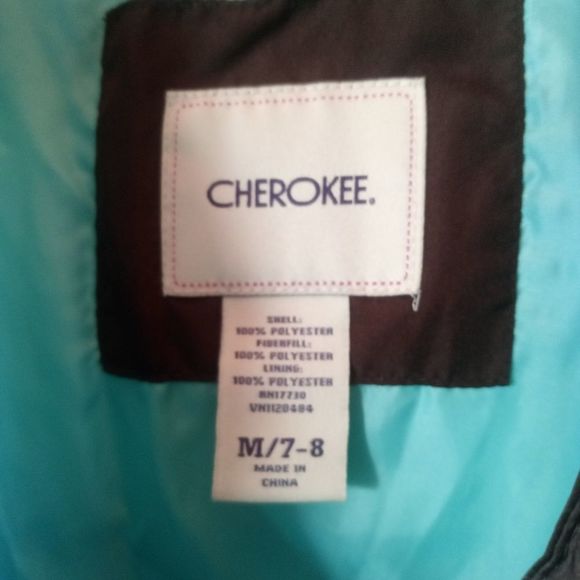 CHEROKEE.
SHELL:
100% POLYESTER
FIBERFILL:
100% POLYESTER
LINING:
100% POLYESTER
RN17730
VN1120484
M/7-8
MADE IN
CHINA